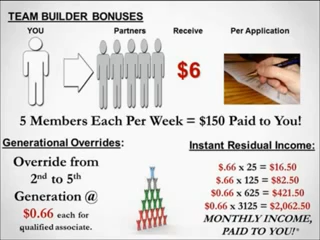 TEAM BUILDER BONUSES
YOU Partners Receive Per Application
$6
5 Members Each Per Week = $150 Paid to You!
Generational Overrides:
Override from
2nd to 5th
Generation @
$0.66 each for
qualified associate.
Instant Residual Income:
$.66 x 25 = $16.50
$.66 x 125 = $82.50
$0.66 x 625 = $421.50
$0.66 x 3125 = $2,062.50
MONTHLY INCOME,
PAID TO YOU!*